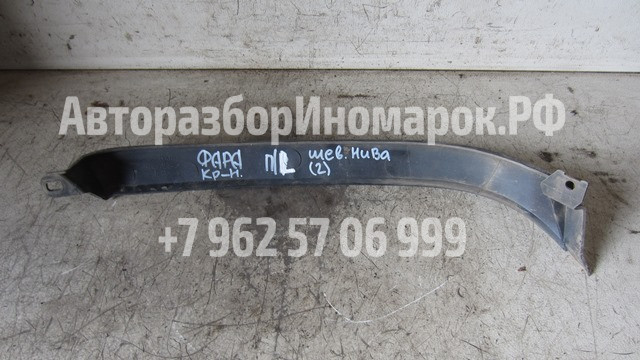 АвторазборИномарок.РФ
ФАРА П/L шев. Нива
КР-Н. (2)
+7 962 57 06 999